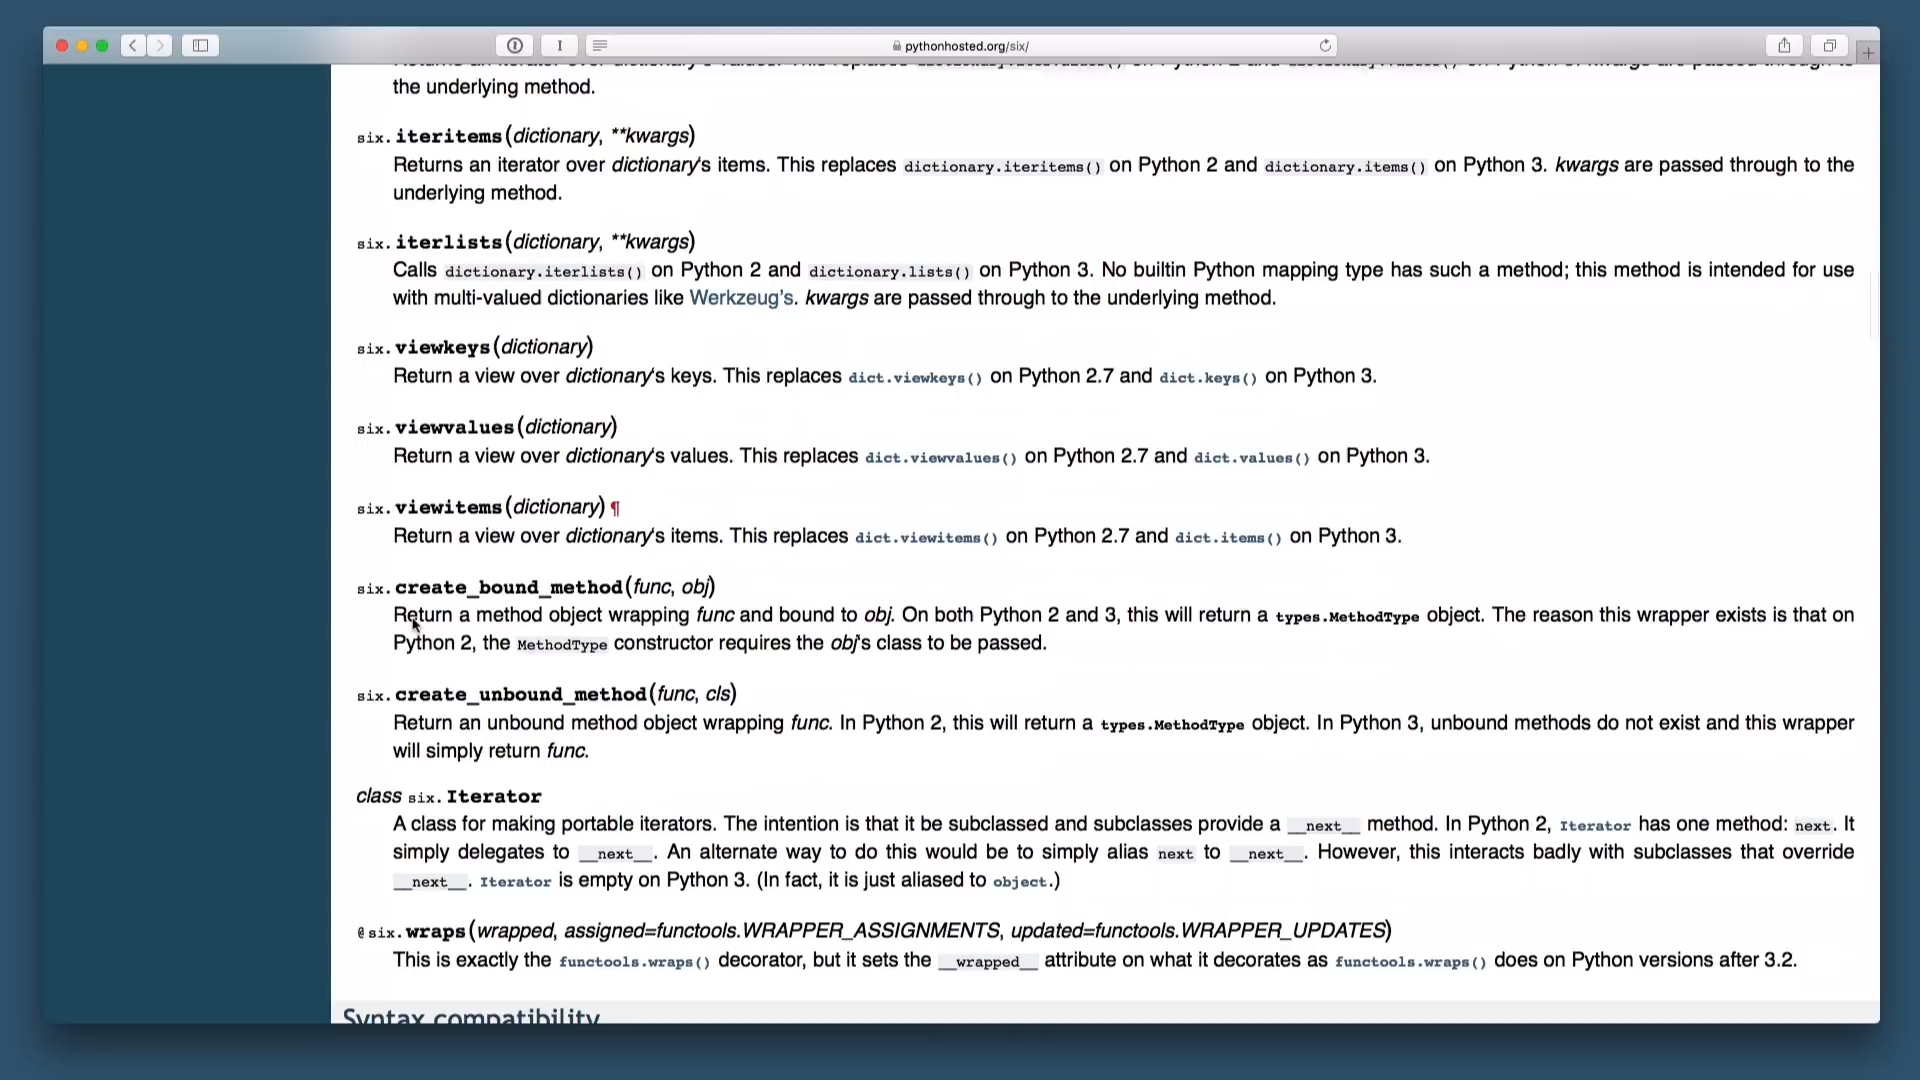 pythonhosted.org/six/
the underlying method.
six.iteritems(dictionary, **kwargs)
Returns an iterator over dictionary's items. This replaces dictionary.iteritems() on Python 2 and dictionary.items() on Python 3. kwargs are passed through to the
underlying method.
six.iterlists(dictionary, **kwargs)
Calls dictionary.iterlists() on Python 2 and dictionary.lists() on Python 3. No builtin Python mapping type has such a method; this method is intended for use
with multi-valued dictionaries like Werkzeug's. kwargs are passed through to the underlying method.
six.viewkeys(dictionary)
Return a view over dictionary's keys. This replaces dict.viewkeys() on Python 2.7 and dict.keys() on Python 3.
six.viewvalues(dictionary)
Return a view over dictionary's values. This replaces dict.viewvalues() on Python 2.7 and dict.values() on Python 3.
six.viewitems(dictionary) ¶
Return a view over dictionary's items. This replaces dict.viewitems() on Python 2.7 and dict.items() on Python 3.
six.create_bound_method(func, obj)
Return a method object wrapping func and bound to obj. On both Python 2 and 3, this will return a types.MethodType object. The reason this wrapper exists is that on
Python 2, the MethodType constructor requires the obj's class to be passed.
six.create_unbound_method(func, cls)
Return an unbound method object wrapping func. In Python 2, this will return a types.MethodType object. In Python 3, unbound methods do not exist and this wrapper
will simply return func.
class six.Iterator
A class for making portable iterators. The intention is that it be subclassed and subclasses provide a __next__ method. In Python 2, Iterator has one method: next. It
simply delegates to __next__. An alternate way to do this would be to simply alias next to __next__. However, this interacts badly with subclasses that override
__next__. Iterator is empty on Python 3. (In fact, it is just aliased to object.)
@six.wraps(wrapped, assigned=functools.WRAPPER_ASSIGNMENTS, updated=functools.WRAPPER_UPDATES)
This is exactly the functools.wraps() decorator, but it sets the __wrapped__ attribute on what it decorates as functools.wraps() does on Python versions after 3.2.
Syntax compatibility